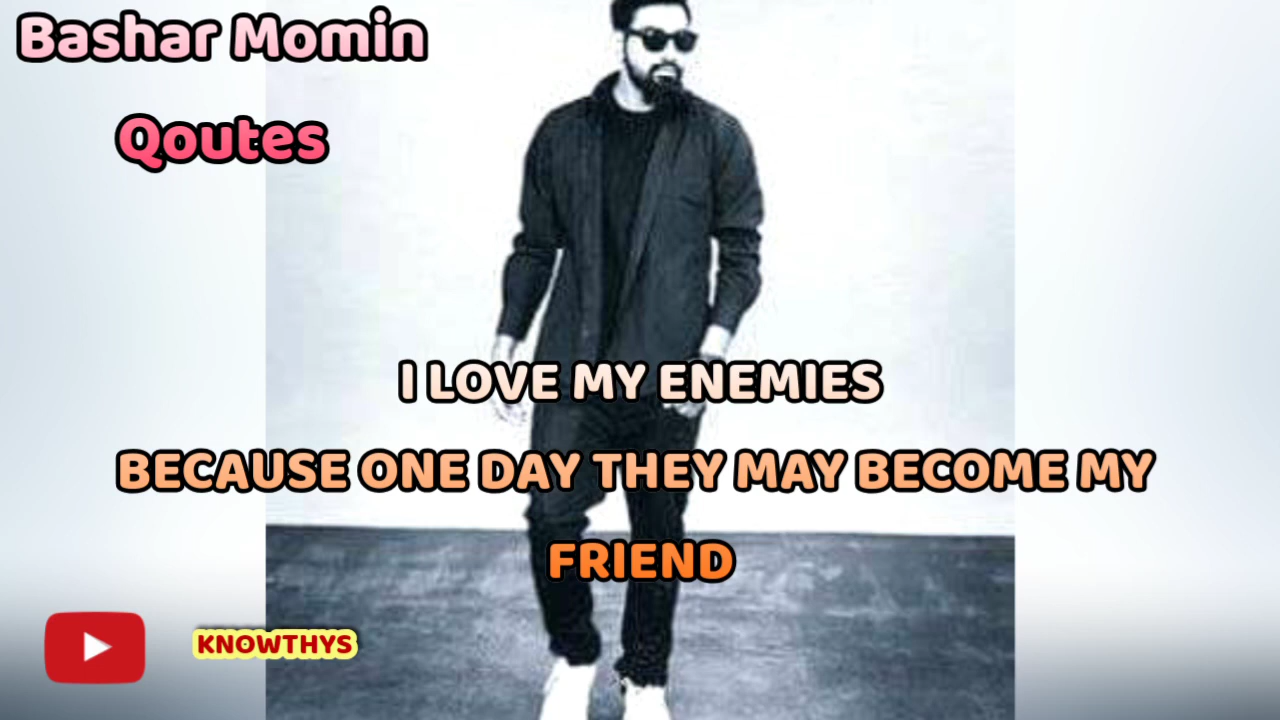 Bashar Momin
Qoutes
I LOVE MY ENEMIES
BECAUSE ONE DAY THEY MAY BECOME MY
FRIEND
KNOWTHYS